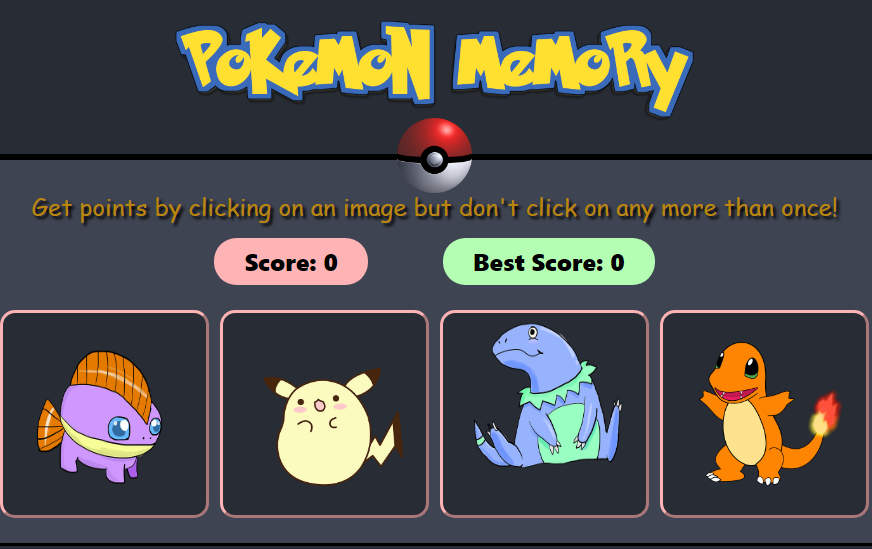 POKEMON MEMORY
Get points by clicking on an image but don't click on any more than once!
Score: 0
Best Score: 0